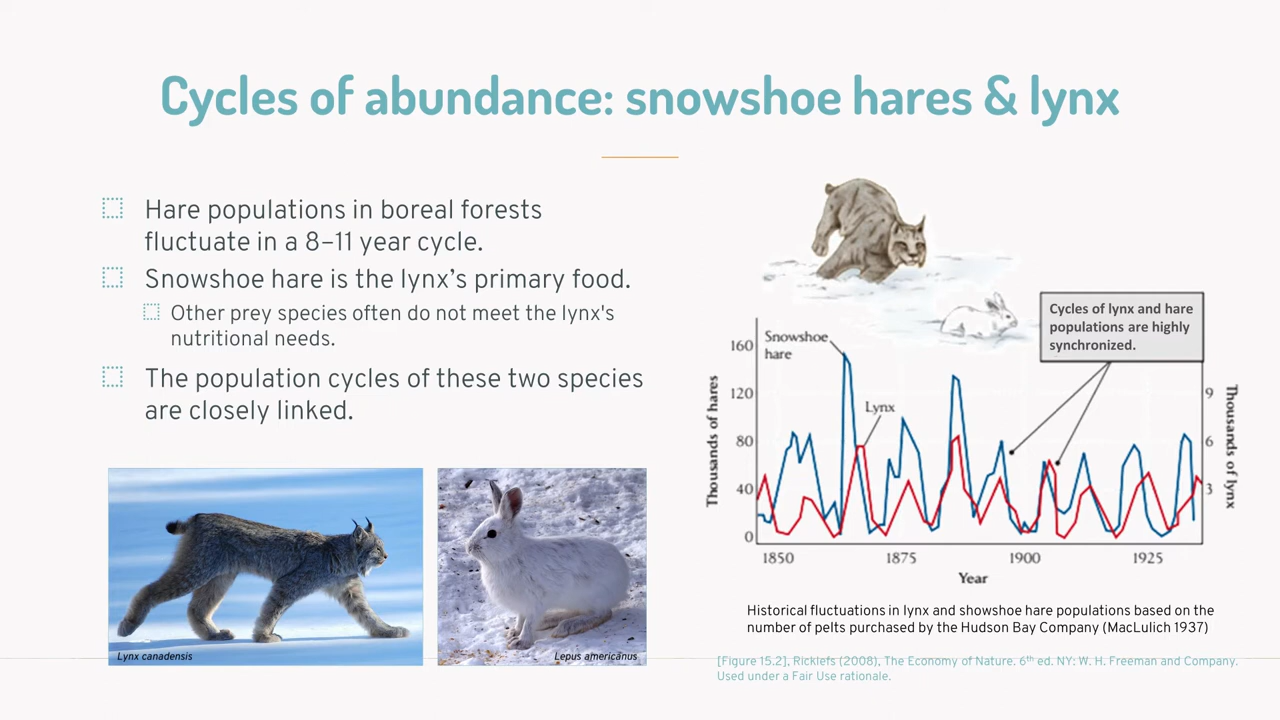 Cycles of abundance: snowshoe hares & lynx
Hare populations in boreal forests
fluctuate in a 8–11 year cycle.
Snowshoe hare is the lynx’s primary food.
Other prey species often do not meet the lynx's
nutritional needs.
The population cycles of these two species
are closely linked.
Lynx canadensis
Lepus americanus
Cycles of lynx and hare
populations are highly
synchronized.
Snowshoe
hare
Lynx
Thousands of hares
160
120
80
40
0
9
6
3
Thousands of lynx
1850
1875
1900
1925
Year
Historical fluctuations in lynx and showshoe hare populations based on the
number of pelts purchased by the Hudson Bay Company (MacLulich 1937)
[Figure 15.2], Ricklefs (2008), The Economy of Nature. 6th ed. NY: W. H. Freeman and Company.
Used under a Fair Use rationale.